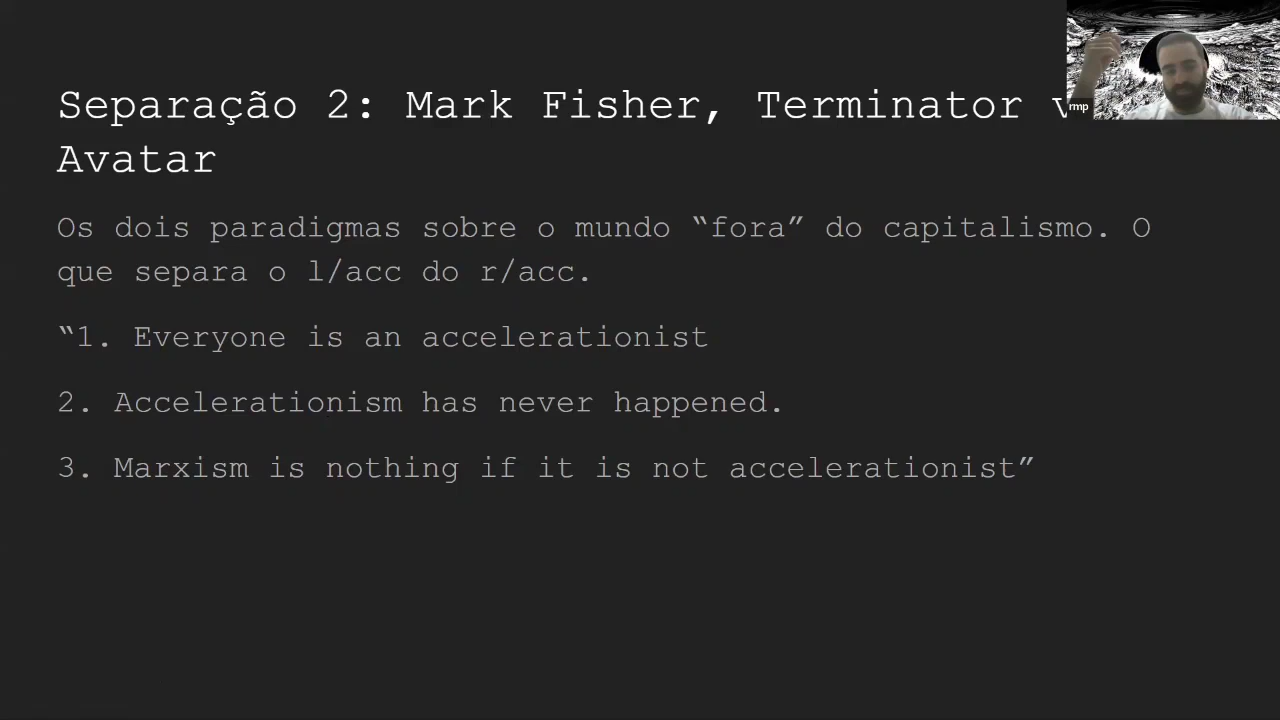 Separação 2: Mark Fisher, Terminator v
Avatar
Os dois paradigmas sobre o mundo “fora” do capitalismo. O
que separa o l/acc do r/acc.
“1. Everyone is an accelerationist
2. Accelerationism has never happened.
3. Marxism is nothing if it is not accelerationist”
rmp